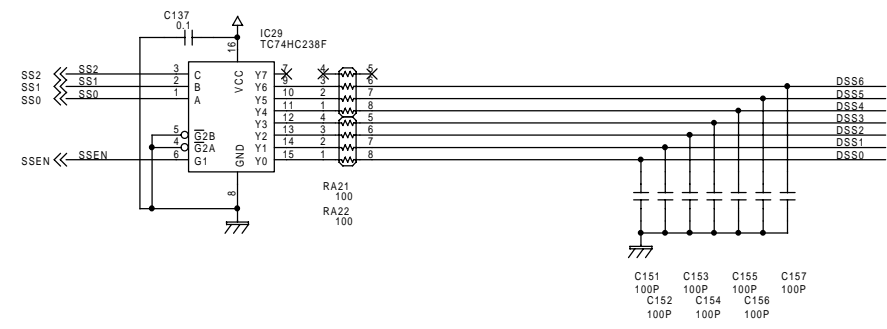 C137
0.1
IC29
TC74HC238F
16
VCC
SS2 SS2 3 C Y7 7 4 5
SS1 SS1 2 B Y6 9 3 6 DSS6
SS0 SS0 1 A Y5 10 2 7 DSS5
Y4 11 1 8 DSS4
Y3 12 4 5 DSS3
5 G2B Y2 13 3 6 DSS2
4 G2A Y1 14 2 7 DSS1
SSEN SSEN 6 G1 Y0 15 1 8 DSS0
GND
8
RA21
100
RA22
100
C151 C153 C155 C157
100P 100P 100P 100P
C152 C154 C156
100P 100P 100P